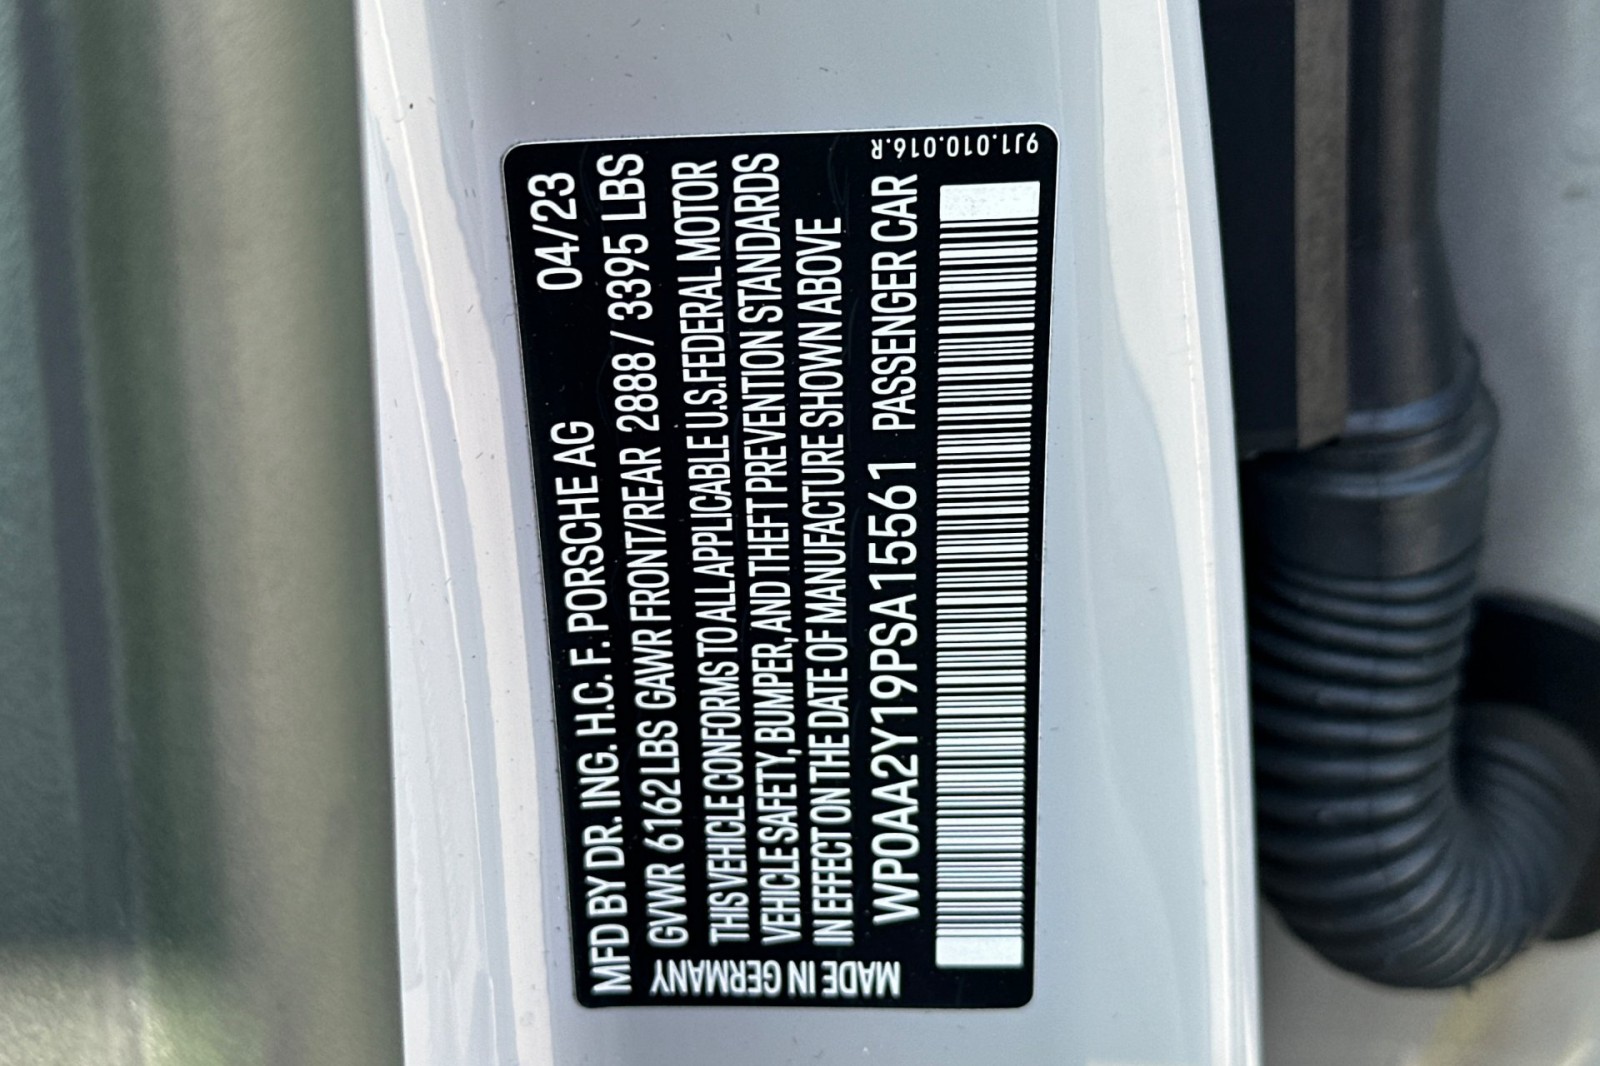 MFD BY DR. ING. H.C. F. PORSCHE AG 04/23
GVWR 6162 LBS GAWR FRONT/REAR 2888 / 3395 LBS
THIS VEHICLE CONFORMS TO ALL APPLICABLE U.S. FEDERAL MOTOR
VEHICLE SAFETY, BUMPER, AND THEFT PREVENTION STANDARDS
IN EFFECT ON THE DATE OF MANUFACTURE SHOWN ABOVE
WP0AA2Y19PSA15561 PASSENGER CAR
MADE IN GERMANY
9J1.010.016.R